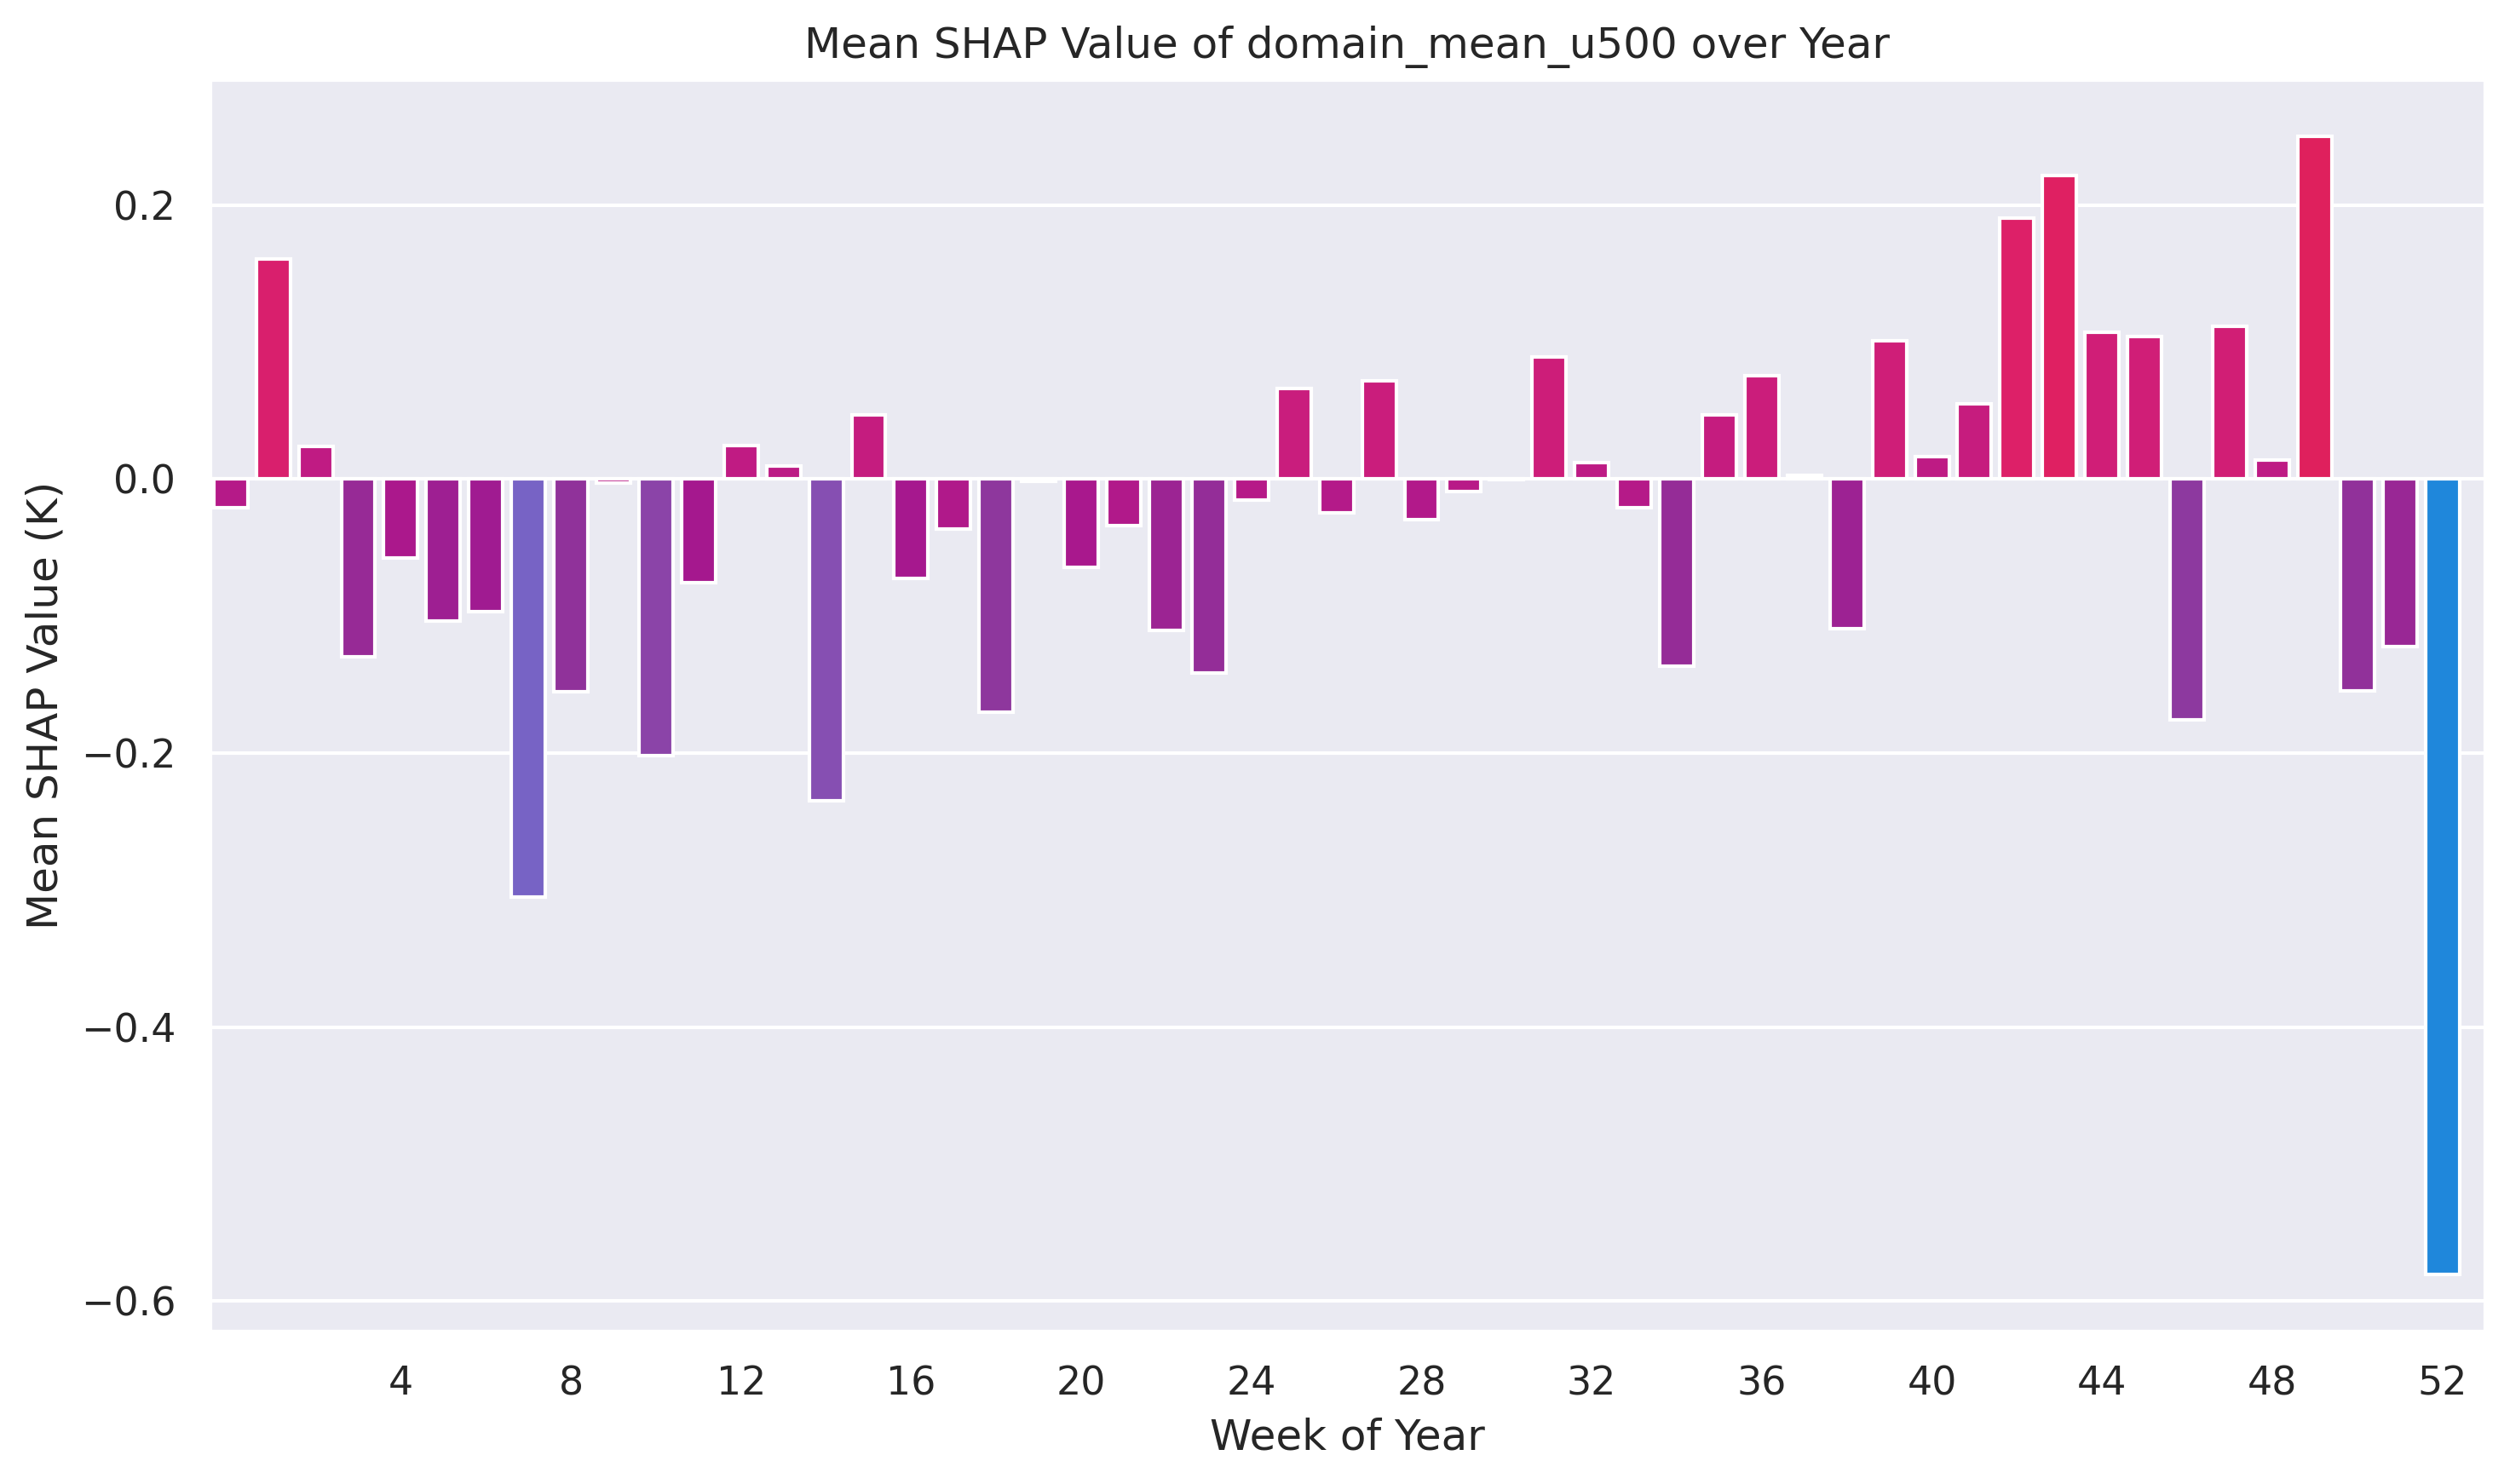 Mean SHAP Value of domain_mean_u500 over Year
Mean SHAP Value (K)
0.2
0.0
−0.2
−0.4
−0.6
4 8 12 16 20 24 28 32 36 40 44 48 52
Week of Year